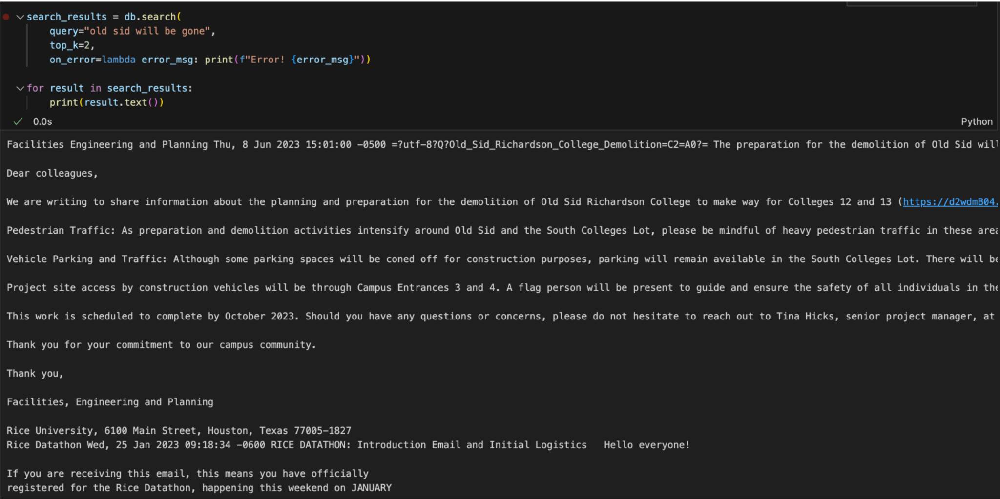 search_results = db.search(
    query="old sid will be gone",
    top_k=2,
    on_error=lambda error_msg: print(f"Error! {error_msg}"))
for result in search_results:
    print(result.text())
0.0s
Python
Facilities Engineering and Planning Thu, 8 Jun 2023 15:01:00 -0500 =?utf-8?Q?Old_Sid_Richardson_College_Demolition=C2=A0?= The preparation for the demolition of Old Sid will
Dear colleagues,
We are writing to share information about the planning and preparation for the demolition of Old Sid Richardson College to make way for Colleges 12 and 13 (https://d2wdmB04.
Pedestrian Traffic: As preparation and demolition activities intensify around Old Sid and the South Colleges Lot, please be mindful of heavy pedestrian traffic in these area
Vehicle Parking and Traffic: Although some parking spaces will be coned off for construction purposes, parking will remain available in the South Colleges Lot. There will be
Project site access by construction vehicles will be through Campus Entrances 3 and 4. A flag person will be present to guide and ensure the safety of all individuals in the
This work is scheduled to complete by October 2023. Should you have any questions or concerns, please do not hesitate to reach out to Tina Hicks, senior project manager, at
Thank you for your commitment to our campus community.
Thank you,
Facilities, Engineering and Planning
Rice University, 6100 Main Street, Houston, Texas 77005-1827
Rice Datathon Wed, 25 Jan 2023 09:18:34 -0600 RICE DATATHON: Introduction Email and Initial Logistics   Hello everyone!
If you are receiving this email, this means you have officially
registered for the Rice Datathon, happening this weekend on JANUARY